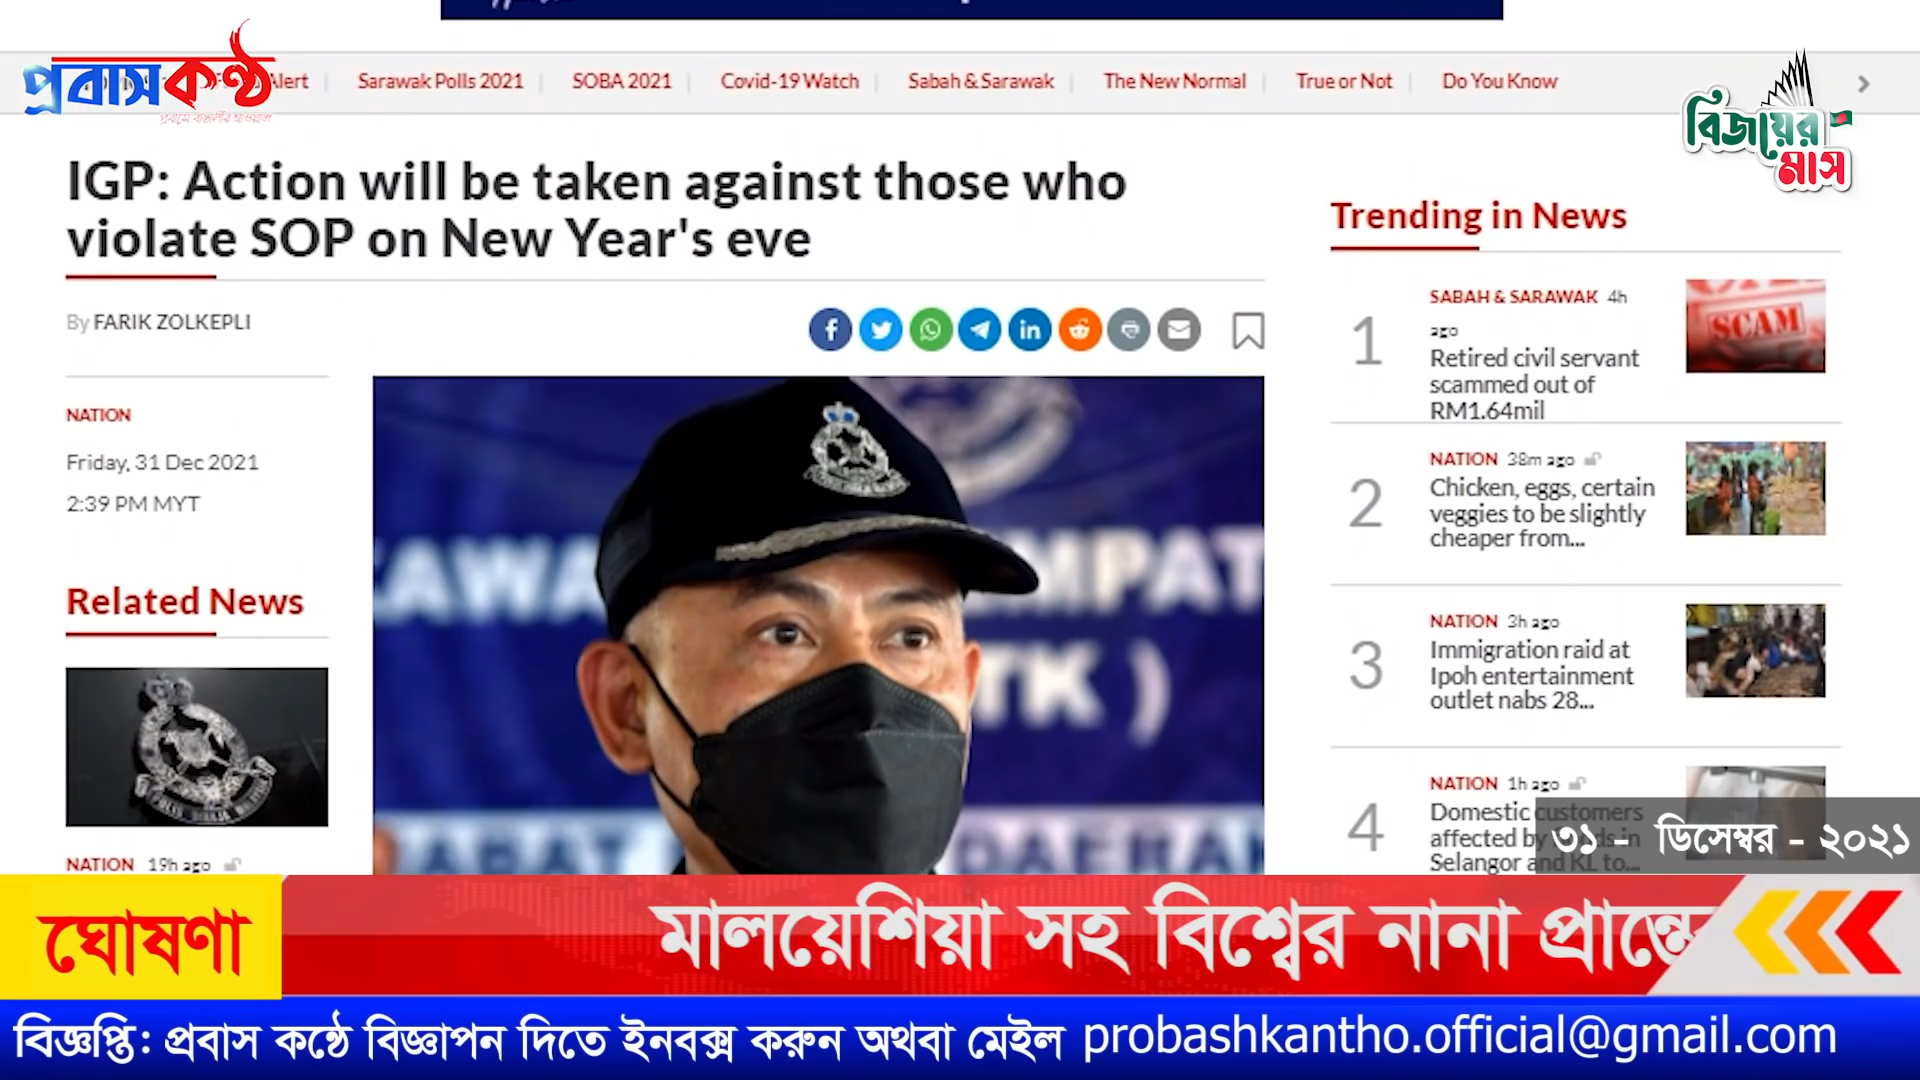 প্রবাস কণ্ঠ
Alert
Sarawak Polls 2021
SOBA 2021
Covid-19 Watch
Sabah & Sarawak
The New Normal
True or Not
Do You Know
বিজয়ের
মাস
IGP: Action will be taken against those who
violate SOP on New Year's eve
By FARIK ZOLKEPLI
NATION
Friday, 31 Dec 2021
2:39 PM MYT
Related News
NATION 19h ago
Trending in News
1
SABAH & SARAWAK 4h
ago
Retired civil servant
scammed out of
RM1.64mil
SCAM
2
NATION 38m ago
Chicken, eggs, certain
veggies to be slightly
cheaper from...
3
NATION 3h ago
Immigration raid at
Ipoh entertainment
outlet nabs 28...
4
NATION 1h ago
Domestic customers
affected by
Selangor and KL to...
৩১ - ডিসেম্বর - ২০২১
MPAT
TK )
ঘোষণা
মালয়েশিয়া সহ বিশ্বের নানা প্রান্তে
বিজ্ঞপ্তি: প্রবাস কন্ঠে বিজ্ঞাপন দিতে ইনবক্স করুন অথবা মেইল probashkantho.official@gmail.com